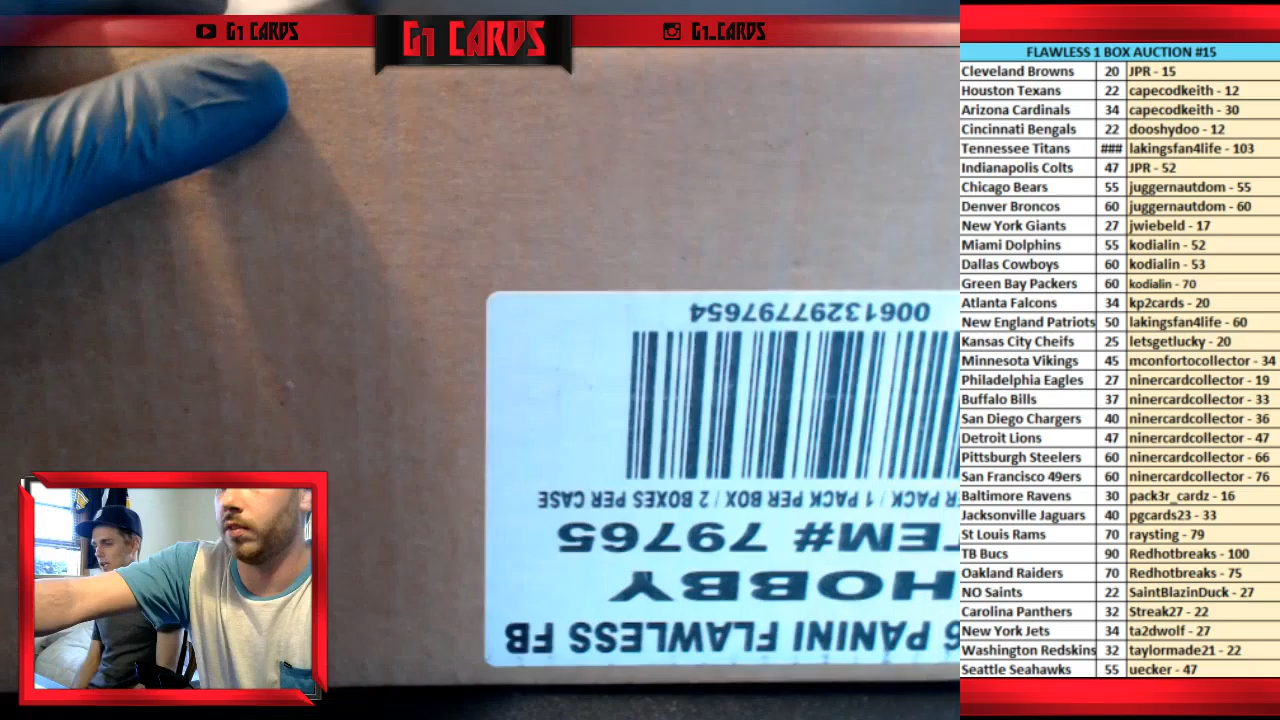 G1 CARDS
G1 CARDS
G1_CARDS
00613297797654
R PACK / 1 PACK PER BOX / 2 BOXES PER CASE
TEM# 79765
HOBBY
6 PANINI FLAWLESS FB
FLAWLESS 1 BOX AUCTION #15
Cleveland Browns 20 JPR - 15
Houston Texans 22 capecodkeith - 12
Arizona Cardinals 34 capecodkeith - 30
Cincinnati Bengals 22 dooshydoo - 12
Tennessee Titans ### lakingsfan4life - 103
Indianapolis Colts 47 JPR - 52
Chicago Bears 55 juggernautdom - 55
Denver Broncos 60 juggernautdom - 60
New York Giants 27 jwiebeld - 17
Miami Dolphins 55 kodialin - 52
Dallas Cowboys 60 kodialin - 53
Green Bay Packers 60 kodialin - 70
Atlanta Falcons 34 kp2cards - 20
New England Patriots 50 lakingsfan4life - 60
Kansas City Cheifs 25 letsgetlucky - 20
Minnesota Vikings 45 mconfortocollector - 34
Philadelphia Eagles 27 ninercardcollector - 19
Buffalo Bills 37 ninercardcollector - 33
San Diego Chargers 40 ninercardcollector - 36
Detroit Lions 47 ninercardcollector - 47
Pittsburgh Steelers 60 ninercardcollector - 66
San Francisco 49ers 60 ninercardcollector - 76
Baltimore Ravens 30 pack3r_cardz - 16
Jacksonville Jaguars 40 pgcards23 - 33
St Louis Rams 70 raysting - 79
TB Bucs 90 Redhotbreaks - 100
Oakland Raiders 70 Redhotbreaks - 75
NO Saints 22 SaintBlazinDuck - 27
Carolina Panthers 32 Streak27 - 22
New York Jets 34 ta2dwolf - 27
Washington Redskins 32 taylormade21 - 22
Seattle Seahawks 55 uecker - 47